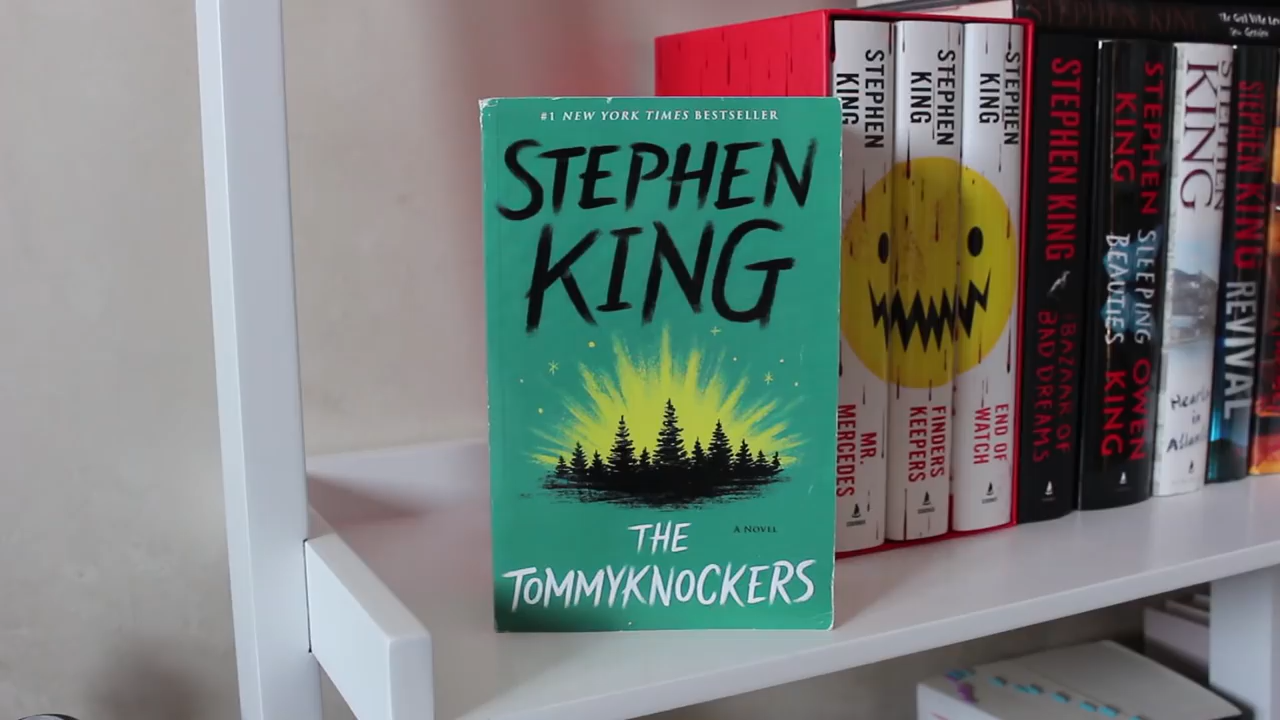 #1 NEW YORK TIMES BESTSELLER
STEPHEN
KING
A NOVEL
THE
TOMMYKNOCKERS
STEPHEN
KING
MR.
MERCEDES
STEPHEN
KING
FINDERS
KEEPERS
STEPHEN
KING
END OF
WATCH
STEPHEN KING
STEPHEN KING
BAZAAR OF
BAD DREAMS
STEPHEN
KING
SLEEPING
BEAUTIES
OWEN
KING
STEPHEN
KING
Hearts
in
STEPHEN KING
REVIVAL